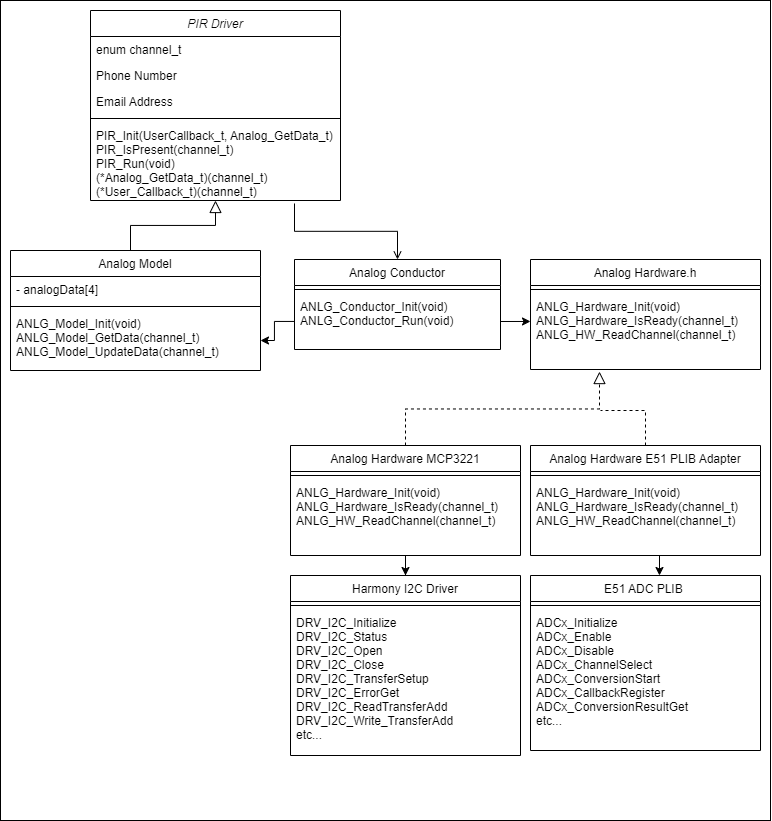 PIR Driver
enum channel_t
Phone Number
Email Address
PIR_Init(UserCallback_t, Analog_GetData_t)
PIR_IsPresent(channel_t)
PIR_Run(void)
(*Analog_GetData_t)(channel_t)
(*User_Callback_t)(channel_t)
Analog Model
- analogData[4]
ANLG_Model_Init(void)
ANLG_Model_GetData(channel_t)
ANLG_Model_UpdateData(channel_t)
Analog Conductor
ANLG_Conductor_Init(void)
ANLG_Conductor_Run(void)
Analog Hardware.h
ANLG_Hardware_Init(void)
ANLG_Hardware_IsReady(channel_t)
ANLG_HW_ReadChannel(channel_t)
Analog Hardware MCP3221
ANLG_Hardware_Init(void)
ANLG_Hardware_IsReady(channel_t)
ANLG_HW_ReadChannel(channel_t)
Analog Hardware E51 PLIB Adapter
ANLG_Hardware_Init(void)
ANLG_Hardware_IsReady(channel_t)
ANLG_HW_ReadChannel(channel_t)
Harmony I2C Driver
DRV_I2C_Initialize
DRV_I2C_Status
DRV_I2C_Open
DRV_I2C_Close
DRV_I2C_TransferSetup
DRV_I2C_ErrorGet
DRV_I2C_ReadTransferAdd
DRV_I2C_Write_TransferAdd
etc...
E51 ADC PLIB
ADCx_Initialize
ADCx_Enable
ADCx_Disable
ADCx_ChannelSelect
ADCx_ConversionStart
ADCx_CallbackRegister
ADCx_ConversionResultGet
etc...